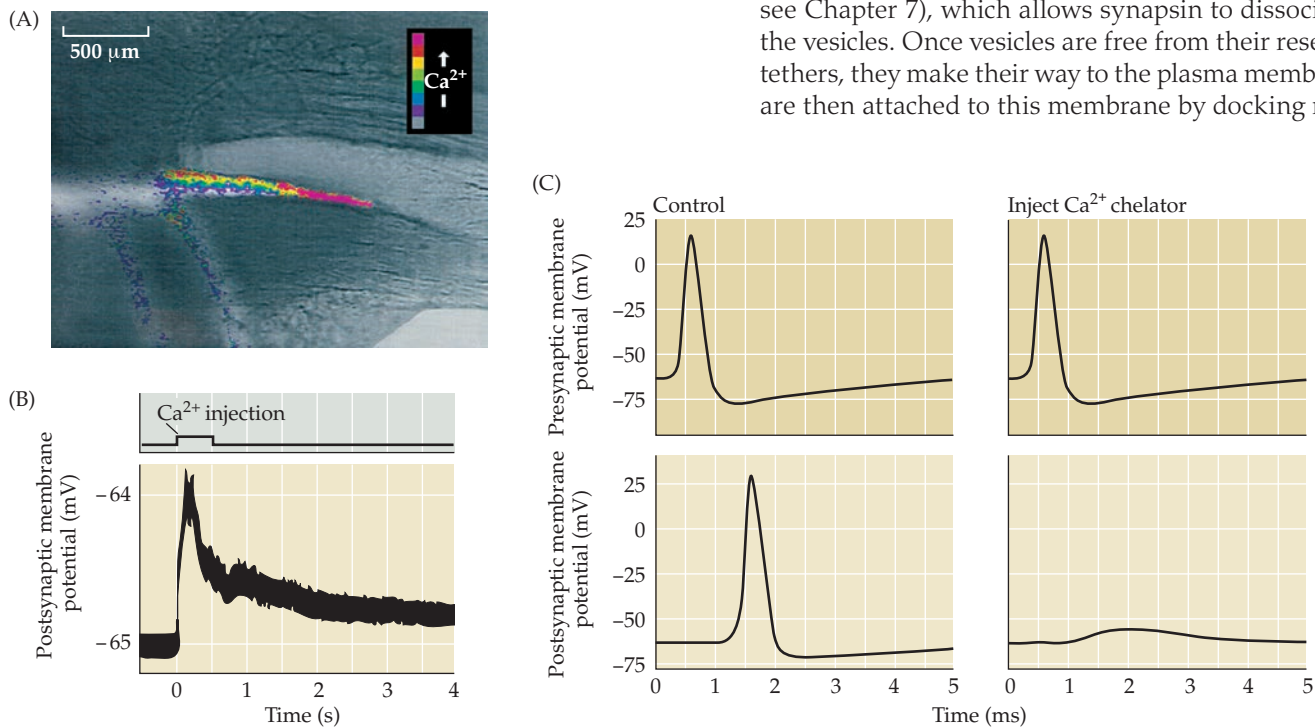 (A)
500 μm
Ca²⁺
see Chapter 7), which allows synapsin to dissoci
the vesicles. Once vesicles are free from their rese
tethers, they make their way to the plasma memb
are then attached to this membrane by docking
(B)
Ca²⁺ injection
Postsynaptic membrane
potential (mV)
−64
−65
0 1 2 3 4
Time (s)
(C)
Control
Inject Ca²⁺ chelator
Presynaptic membrane
potential (mV)
25
0
−25
−50
−75
Postsynaptic membrane
potential (mV)
25
0
−25
−50
−75
0 1 2 3 4 5
0 1 2 3 4 5
Time (ms)